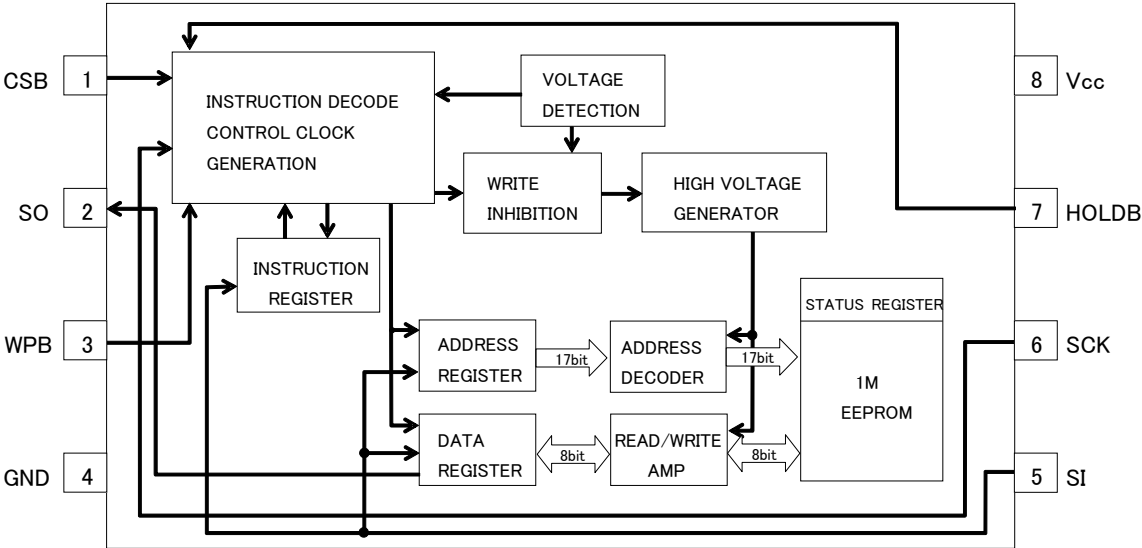 CSB
1
SO
2
WPB
3
GND
4
INSTRUCTION DECODE
CONTROL CLOCK
GENERATION
VOLTAGE
DETECTION
WRITE
INHIBITION
HIGH VOLTAGE
GENERATOR
INSTRUCTION
REGISTER
ADDRESS
REGISTER
17bit
ADDRESS
DECODER
17bit
STATUS REGISTER
1M
EEPROM
DATA
REGISTER
8bit
READ/WRITE
AMP
8bit
8
Vcc
7
HOLDB
6
SCK
5
SI